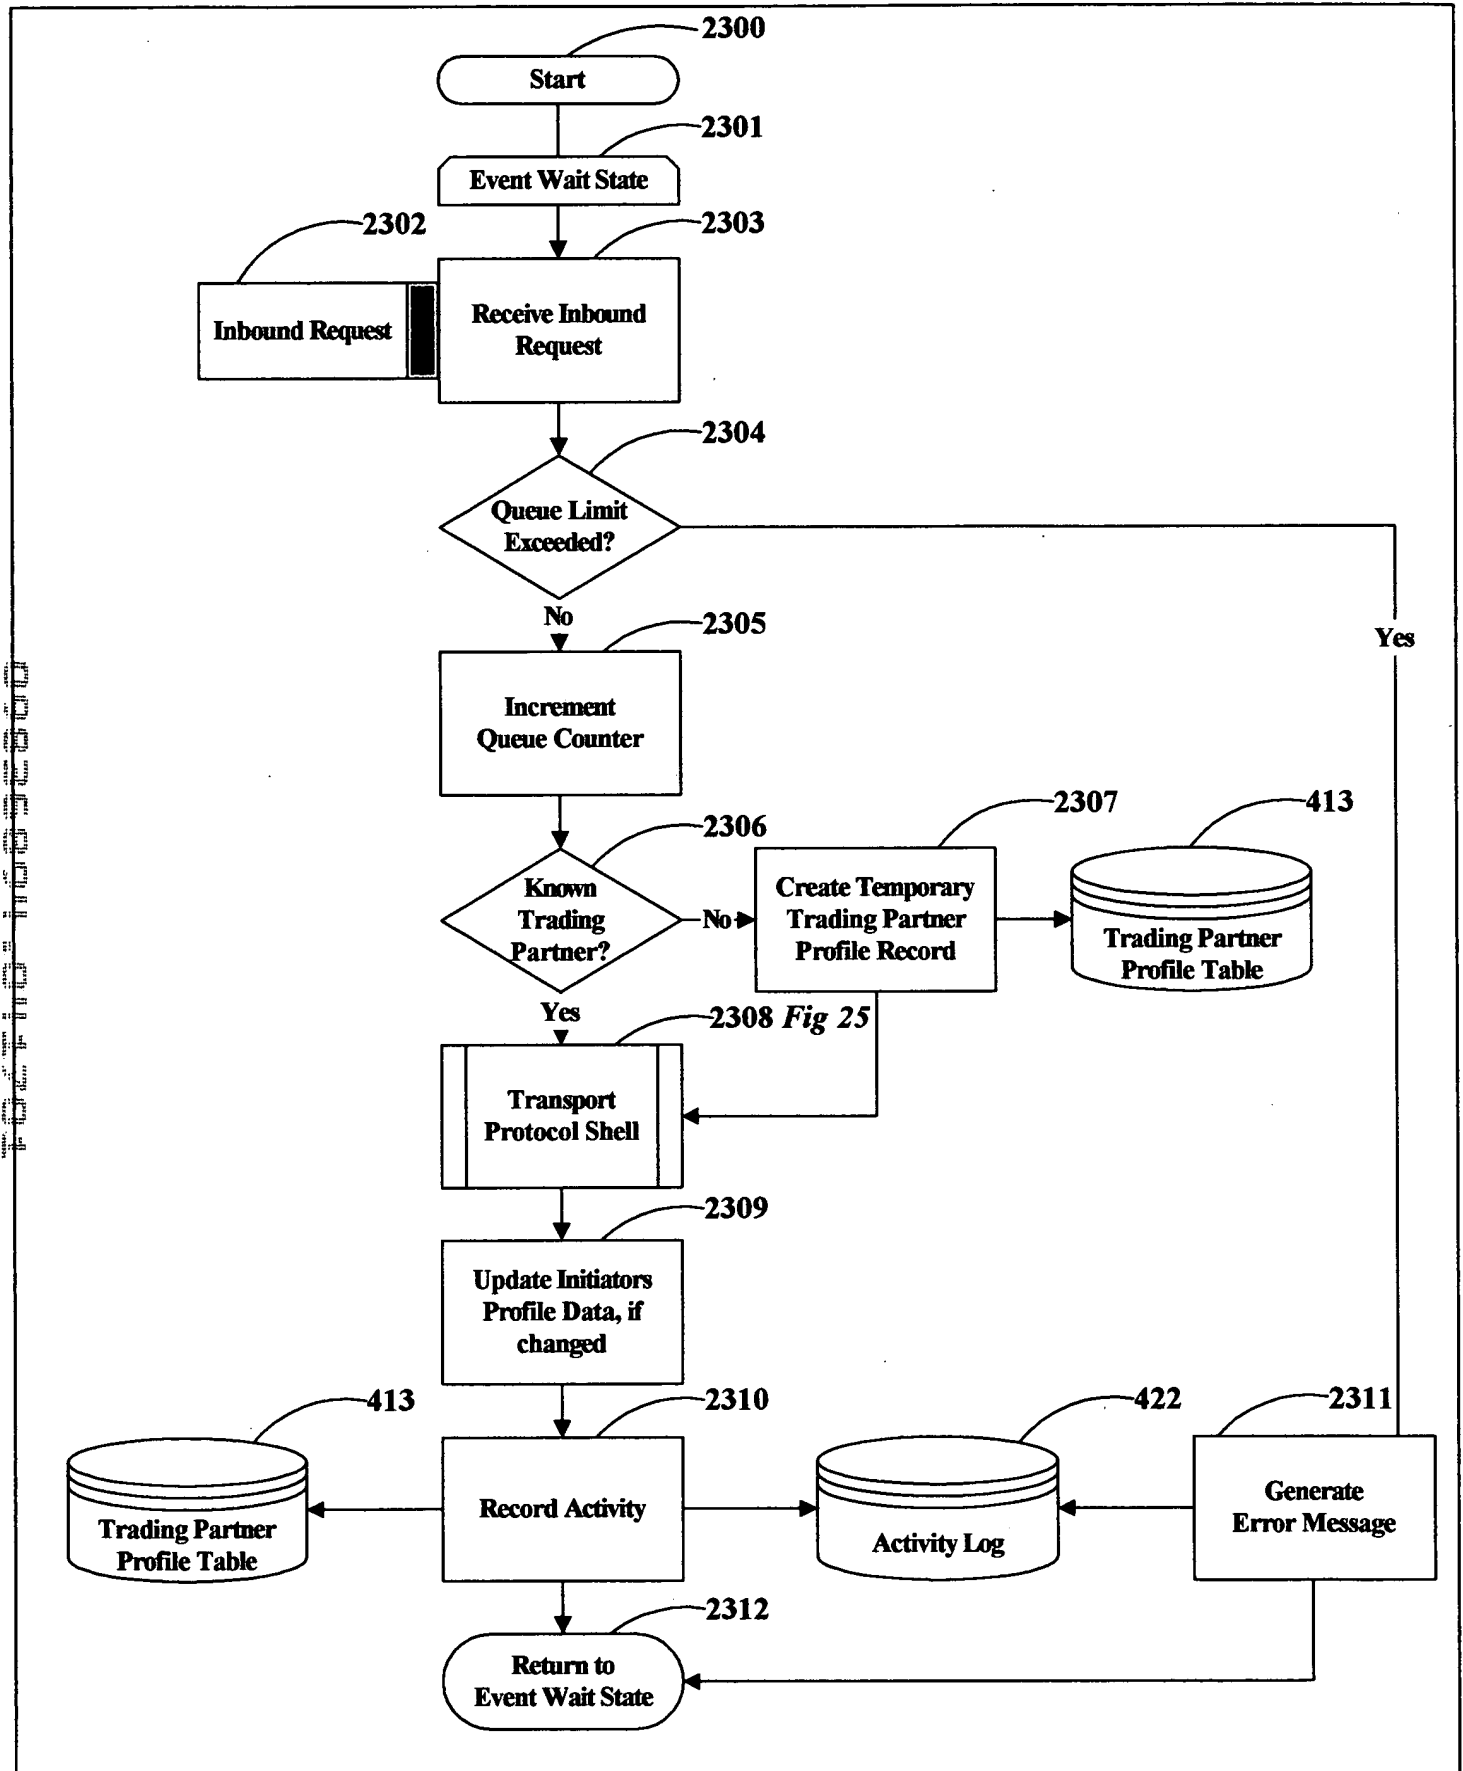 2300
Start
2301
Event Wait State
2302
2303
Inbound Request
Receive Inbound
Request
2304
Queue Limit
Exceeded?
No
Yes
2305
Increment
Queue Counter
2306
2307
413
Known
Trading
Partner?
No
Create Temporary
Trading Partner
Profile Record
Trading Partner
Profile Table
Yes
2308 Fig 25
Transport
Protocol Shell
2309
Update Initiators
Profile Data, if
changed
413
2310
422
2311
Trading Partner
Profile Table
Record Activity
Activity Log
Generate
Error Message
2312
Return to
Event Wait State